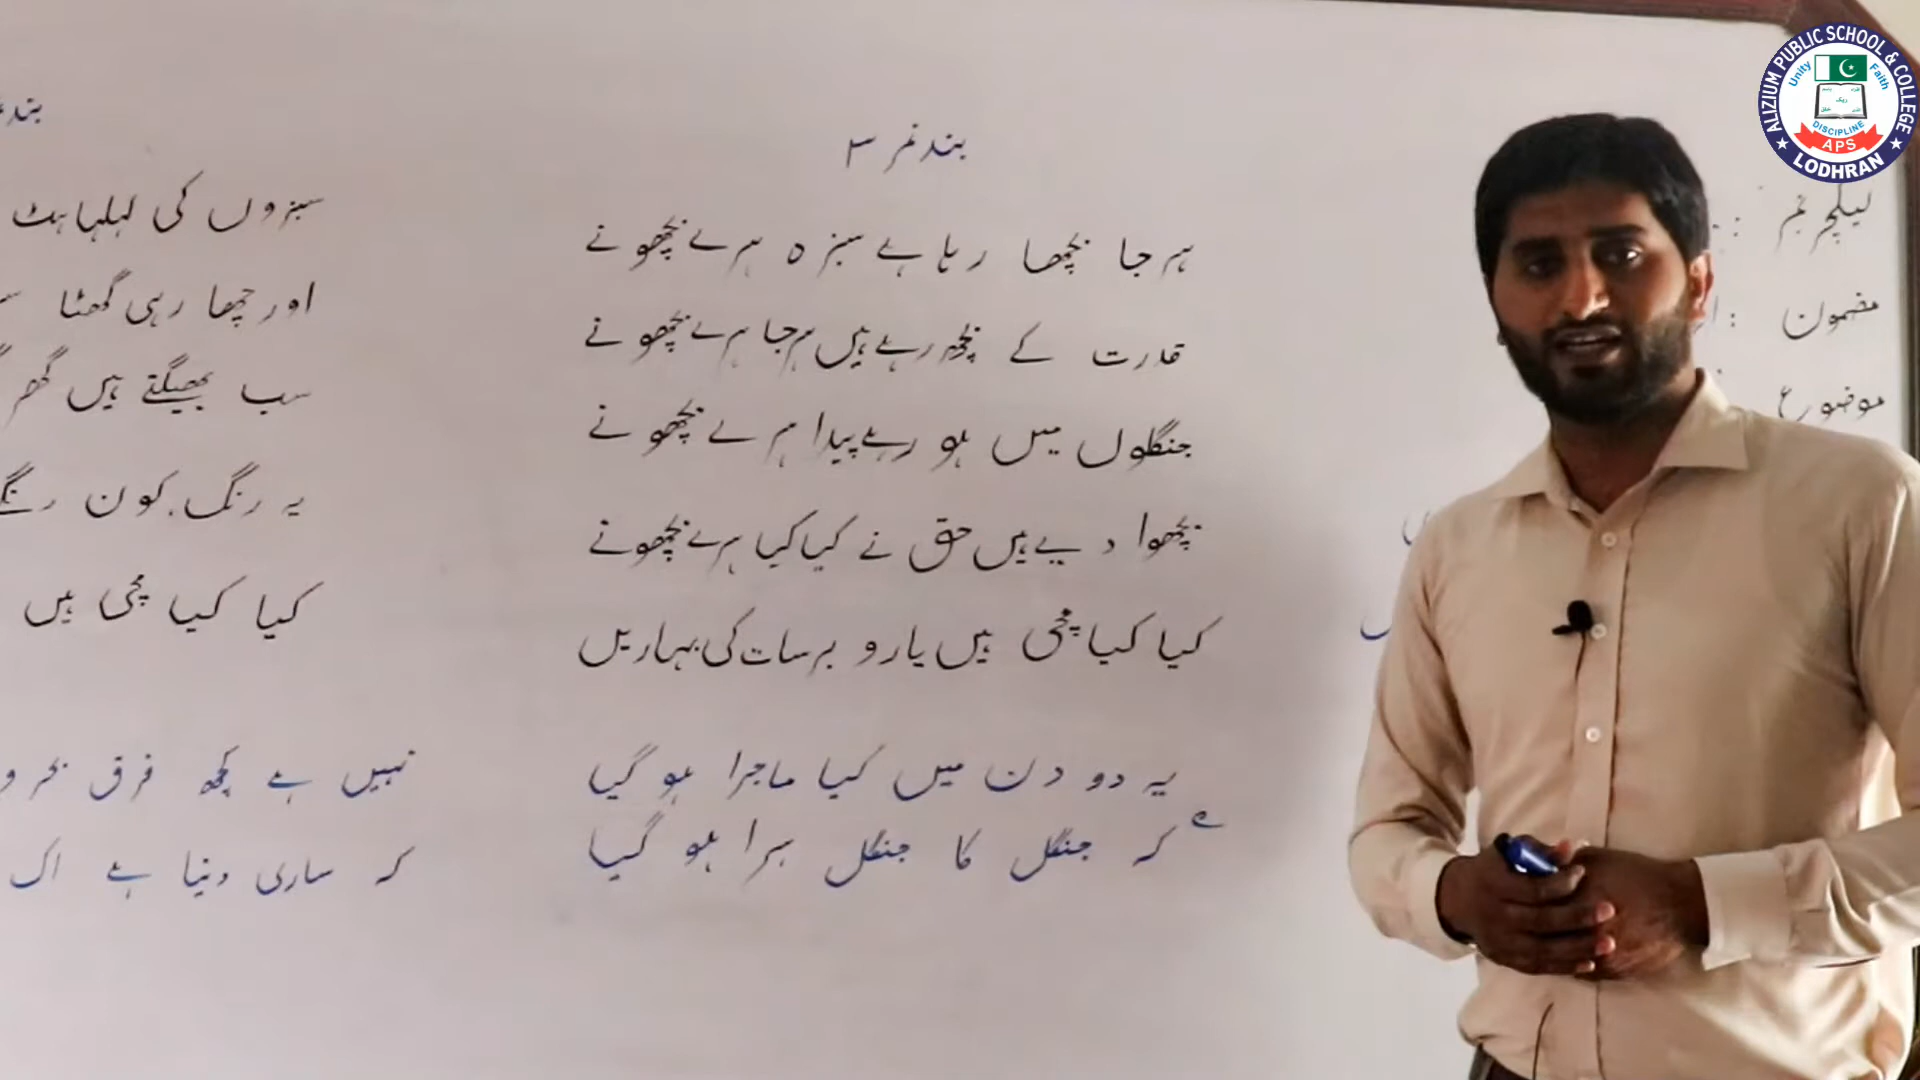 ALIZIUM PUBLIC SCHOOL & COLLEGE
Unity
Faith
DISCIPLINE
APS
LODHRAN
لیکچر نمبر :
مضمون :
موضوع
بند نمبر ۳
ہر جا بچھا رہا ہے سبزہ ہرے بچھونے
قدرت کے بچھ رہے ہیں ہر جا ہرے بچھونے
جنگلوں میں ہو رہے پیدا ہرے بچھونے
بچھوا دیے ہیں حق نے کیا کیا ہرے بچھونے
کیا کیا مچی ہیں یارو برسات کی بہاریں
یہ دو دن میں کیا ماجرا ہو گیا
کہ جنگل کا جنگل ہرا ہو گیا
بند
سبزوں کی لہلہاہٹ
اور چھا رہی گھٹا
سب بھیگتے ہیں گھر
یہ رنگ کون
کیا کیا مچی ہیں
نہیں ہے کچھ فرق بحر و
کہ ساری دنیا ہے اک